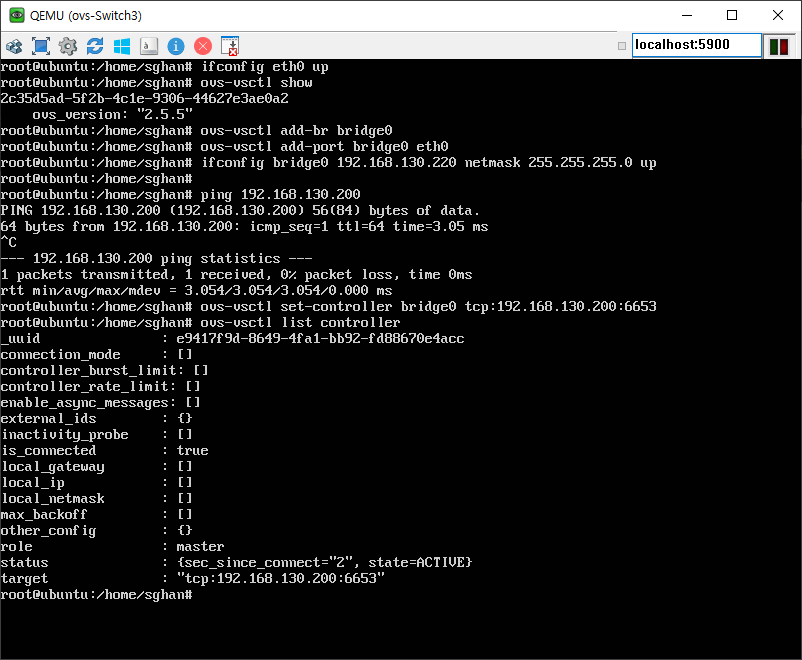 QEMU (ovs-Switch3)
localhost:5900
root@ubuntu:/home/sghan# ifconfig eth0 up
root@ubuntu:/home/sghan# ovs-vsctl show
2c35d5ad-5f2b-4c1e-9306-44627e3ae0a2
    ovs_version: "2.5.5"
root@ubuntu:/home/sghan# ovs-vsctl add-br bridge0
root@ubuntu:/home/sghan# ovs-vsctl add-port bridge0 eth0
root@ubuntu:/home/sghan# ifconfig bridge0 192.168.130.220 netmask 255.255.255.0 up
root@ubuntu:/home/sghan#
root@ubuntu:/home/sghan# ping 192.168.130.200
PING 192.168.130.200 (192.168.130.200) 56(84) bytes of data.
64 bytes from 192.168.130.200: icmp_seq=1 ttl=64 time=3.05 ms
^C
--- 192.168.130.200 ping statistics ---
1 packets transmitted, 1 received, 0% packet loss, time 0ms
rtt min/avg/max/mdev = 3.054/3.054/3.054/0.000 ms
root@ubuntu:/home/sghan# ovs-vsctl set-controller bridge0 tcp:192.168.130.200:6653
root@ubuntu:/home/sghan# ovs-vsctl list controller
_uuid               : e9417f9d-8649-4fa1-bb92-fd88670e4acc
connection_mode     : []
controller_burst_limit: []
controller_rate_limit: []
enable_async_messages: []
external_ids        : {}
inactivity_probe    : []
is_connected        : true
local_gateway       : []
local_ip            : []
local_netmask       : []
max_backoff         : []
other_config        : {}
role                : master
status              : {sec_since_connect="2", state=ACTIVE}
target              : "tcp:192.168.130.200:6653"
root@ubuntu:/home/sghan#